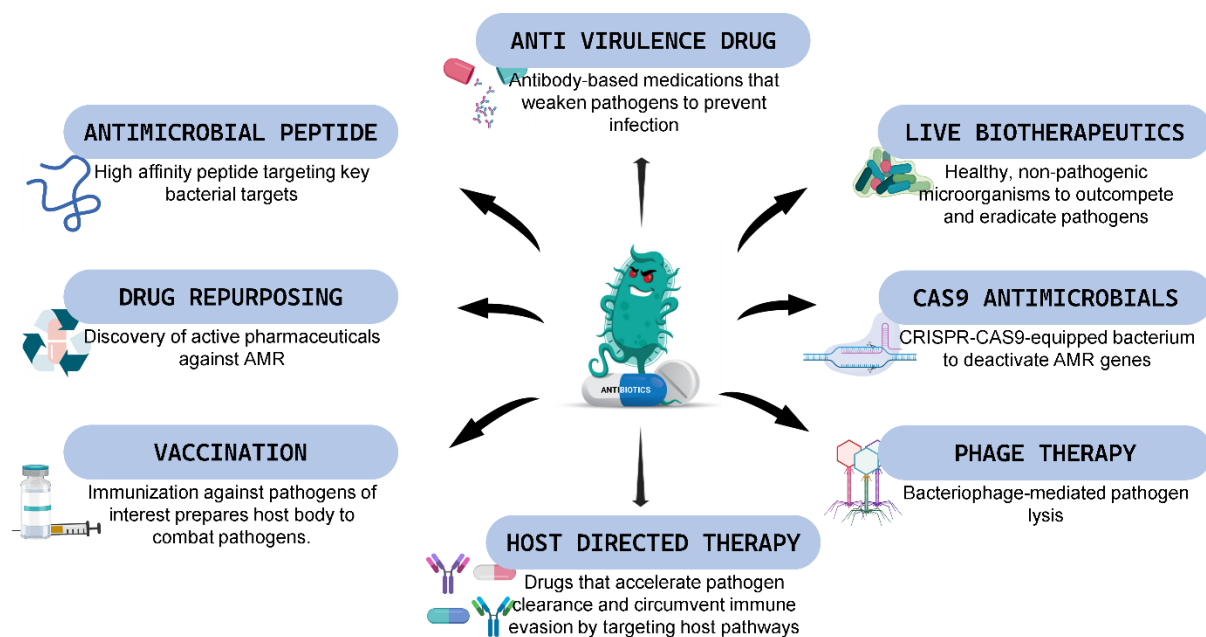 ANTI VIRULENCE DRUG
Antibody-based medications that
weaken pathogens to prevent
infection
ANTIMICROBIAL PEPTIDE
High affinity peptide targeting key
bacterial targets
LIVE BIOTHERAPEUTICS
Healthy, non-pathogenic
microorganisms to outcompete
and eradicate pathogens
DRUG REPURPOSING
Discovery of active pharmaceuticals
against AMR
CAS9 ANTIMICROBIALS
CRISPR-CAS9-equipped bacterium
to deactivate AMR genes
ANTIBIOTICS
VACCINATION
Immunization against pathogens of
interest prepares host body to
combat pathogens.
PHAGE THERAPY
Bacteriophage-mediated pathogen
lysis
HOST DIRECTED THERAPY
Drugs that accelerate pathogen
clearance and circumvent immune
evasion by targeting host pathways